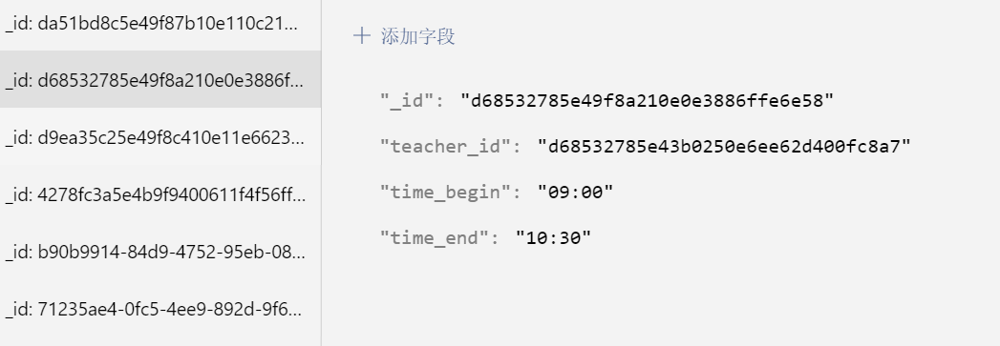 _id: da51bd8c5e49f87b10e110c21...
_id: d68532785e49f8a210e0e3886f...
_id: d9ea35c25e49f8c410e11e6623...
_id: 4278fc3a5e4b9f9400611f4f56ff...
_id: b90b9914-84d9-4752-95eb-08...
_id: 71235ae4-0fc5-4ee9-892d-9f6...
+ 添加字段
"_id": "d68532785e49f8a210e0e3886ffe6e58"
"teacher_id": "d68532785e43b0250e6ee62d400fc8a7"
"time_begin": "09:00"
"time_end": "10:30"